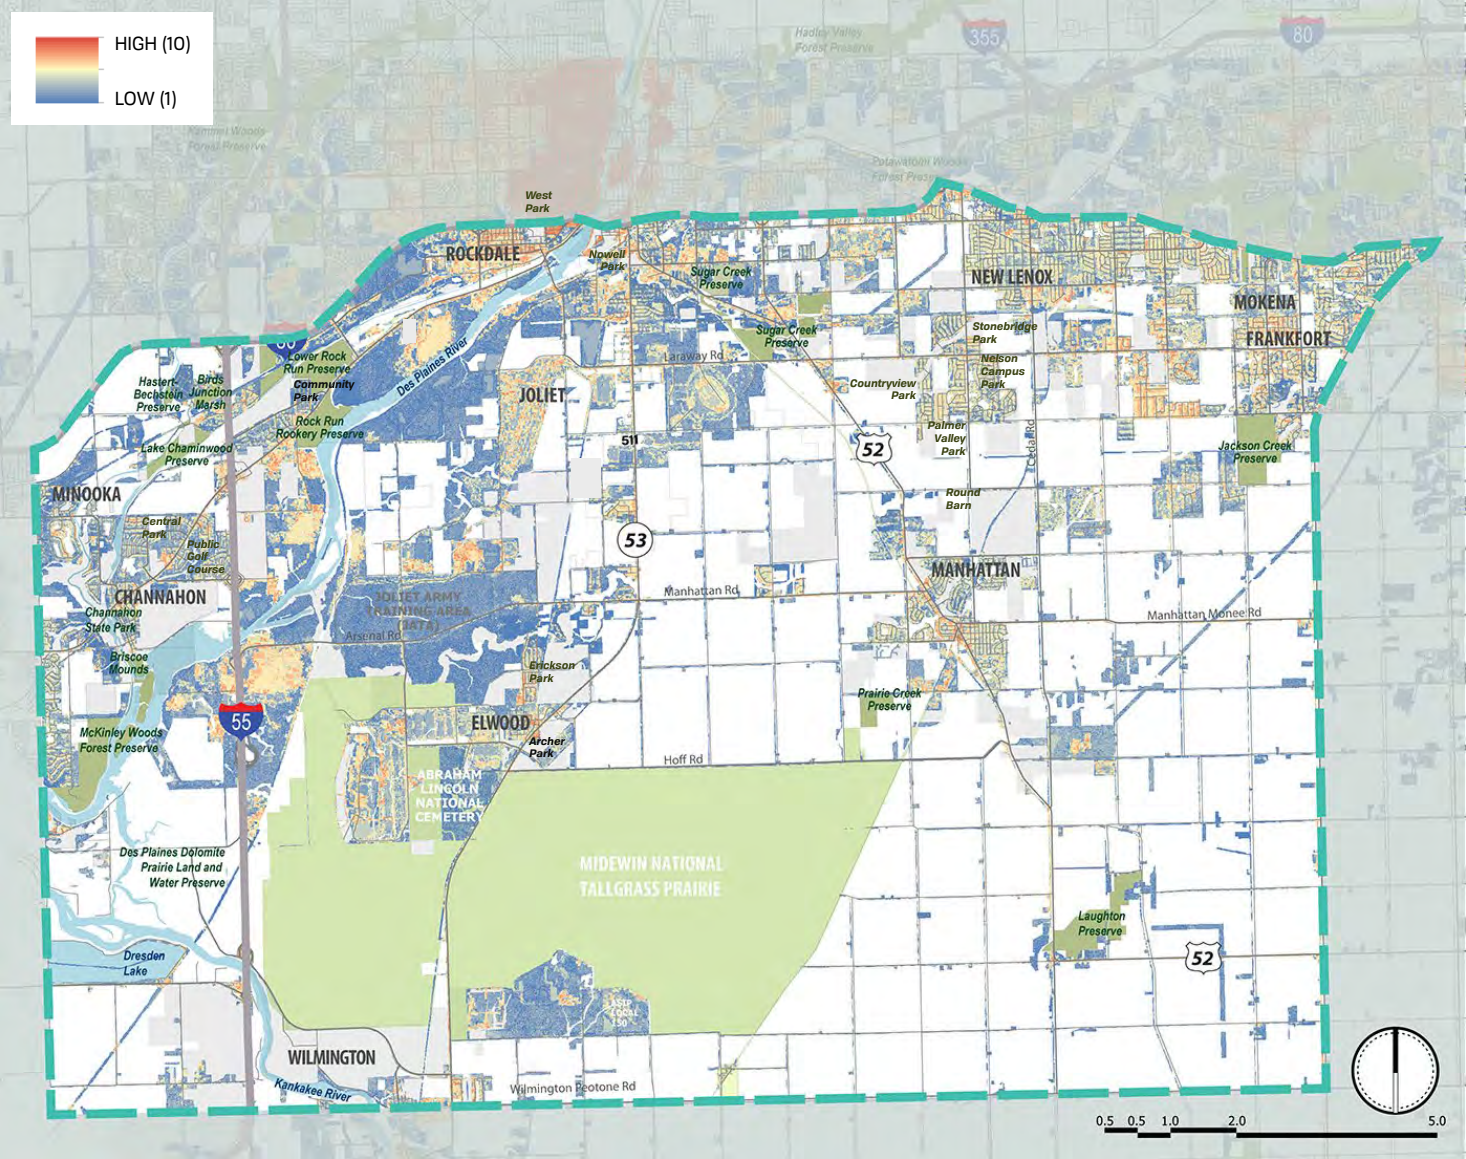 HIGH (10)
LOW (1)
Hadley Valley
Forest Preserve
355
80
Kammel Woods
Forest Preserve
Potawatomi Woods
Forest Preserve
West
Park
ROCKDALE
Nowell
Park
Sugar Creek
Preserve
NEW LENOX
MOKENA
FRANKFORT
Sugar Creek
Preserve
Stonebridge
Park
Laraway Rd
Nelson
Campus
Park
Countryview
Park
Lower Rock
Run Preserve
Community
Park
Des Plaines River
Hastert-
Bechstein
Preserve
Birds
Junction
Marsh
JOLIET
Rock Run
Rookery Preserve
Lake Chaminwood
Preserve
511
52
Palmer
Valley
Park
Cedar Rd
Jackson Creek
Preserve
MINOOKA
Central
Park
Public
Golf
Course
Round
Barn
53
CHANNAHON
Channahon
State Park
JOLIET ARMY
TRAINING AREA
(JATA)
Arsenal Rd
Manhattan Rd
MANHATTAN
Manhattan Monee Rd
Briscoe
Mounds
Erickson
Park
Prairie Creek
Preserve
55
McKinley Woods
Forest Preserve
ELWOOD
Archer
Park
Hoff Rd
ABRAHAM
LINCOLN
NATIONAL
CEMETERY
Des Plaines Dolomite
Prairie Land and
Water Preserve
MIDEWIN NATIONAL
TALLGRASS PRAIRIE
Laughton
Preserve
52
Dresden
Lake
LOCAL
150
WILMINGTON
Kankakee River
Wilmington Peotone Rd
0.5 0.5 1.0 2.0 5.0